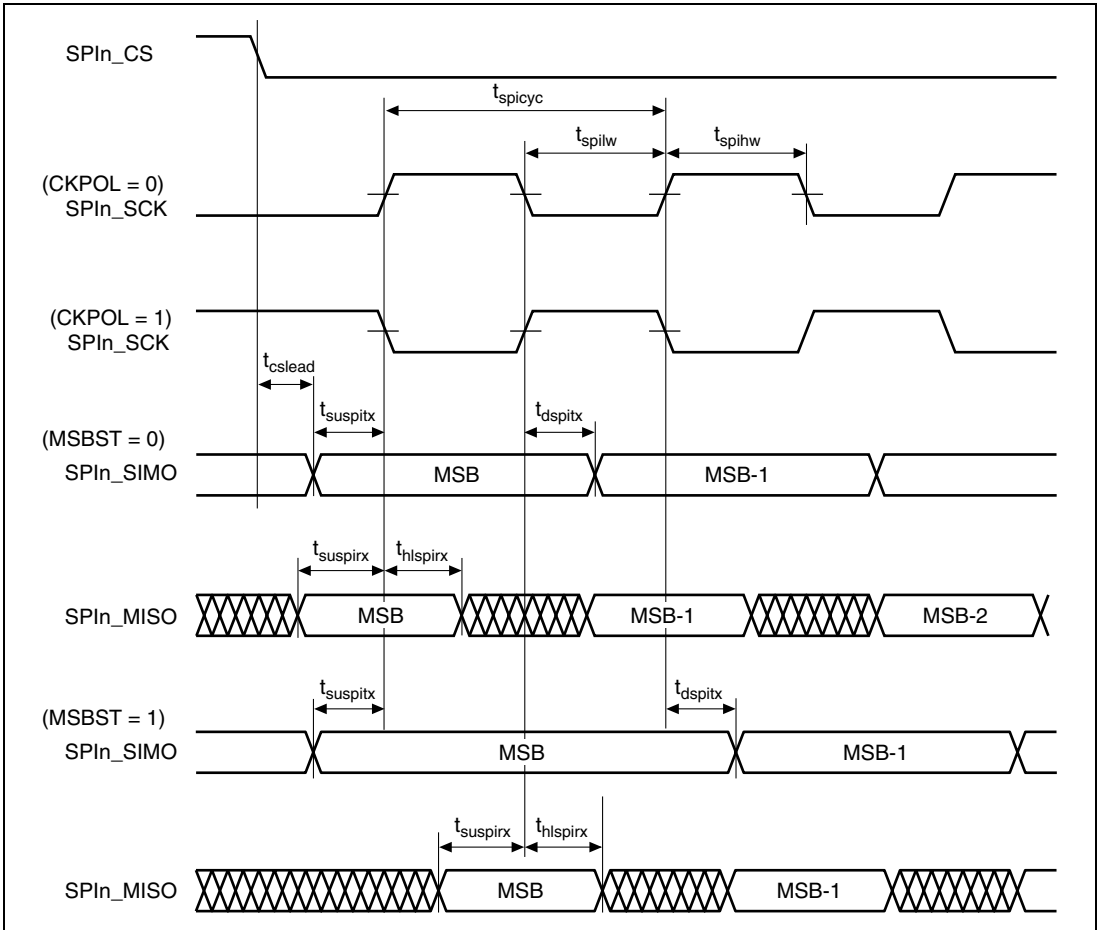 SPIn_CS
tspicyc
tspilw
tspihw
(CKPOL = 0)
SPIn_SCK
(CKPOL = 1)
SPIn_SCK
tcslead
tsuspitx
tdspitx
(MSBST = 0)
SPIn_SIMO
MSB
MSB-1
tsuspirx
thlspirx
SPIn_MISO
MSB
MSB-1
MSB-2
tsuspitx
tdspitx
(MSBST = 1)
SPIn_SIMO
MSB
MSB-1
tsuspirx
thlspirx
SPIn_MISO
MSB
MSB-1